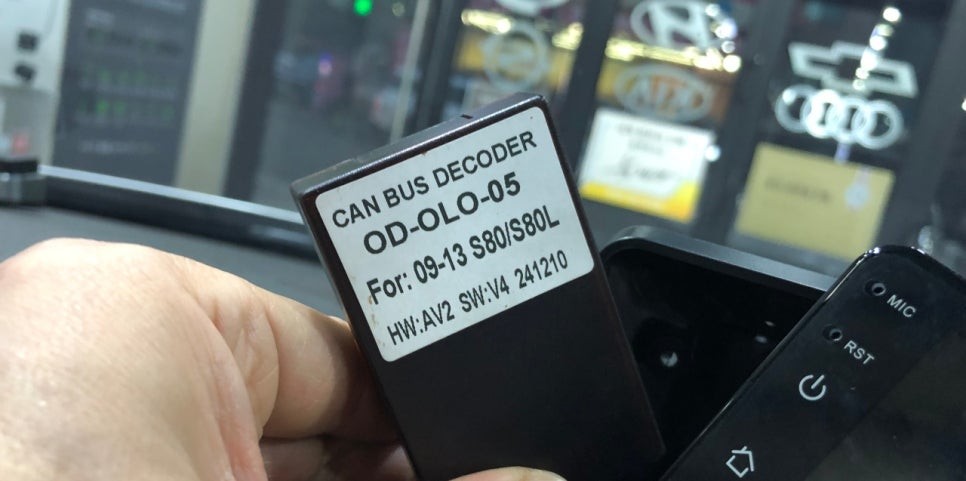 CAN BUS DECODER
OD-OLO-05
For: 09-13 S80/S80L
HW:AV2 SW:V4 241210
MIC
RST